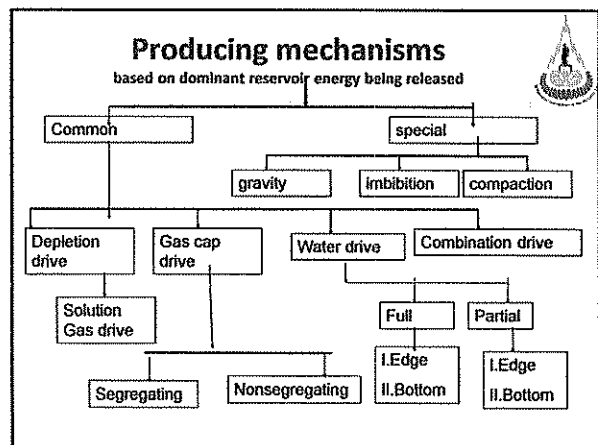 Producing mechanisms
based on dominant reservoir energy being released
Common
special
gravity
imbibition
compaction
Depletion
drive
Gas cap
drive
Water drive
Combination drive
Solution
Gas drive
Full
Partial
I.Edge
II.Bottom
I.Edge
II.Bottom
Segregating
Nonsegregating